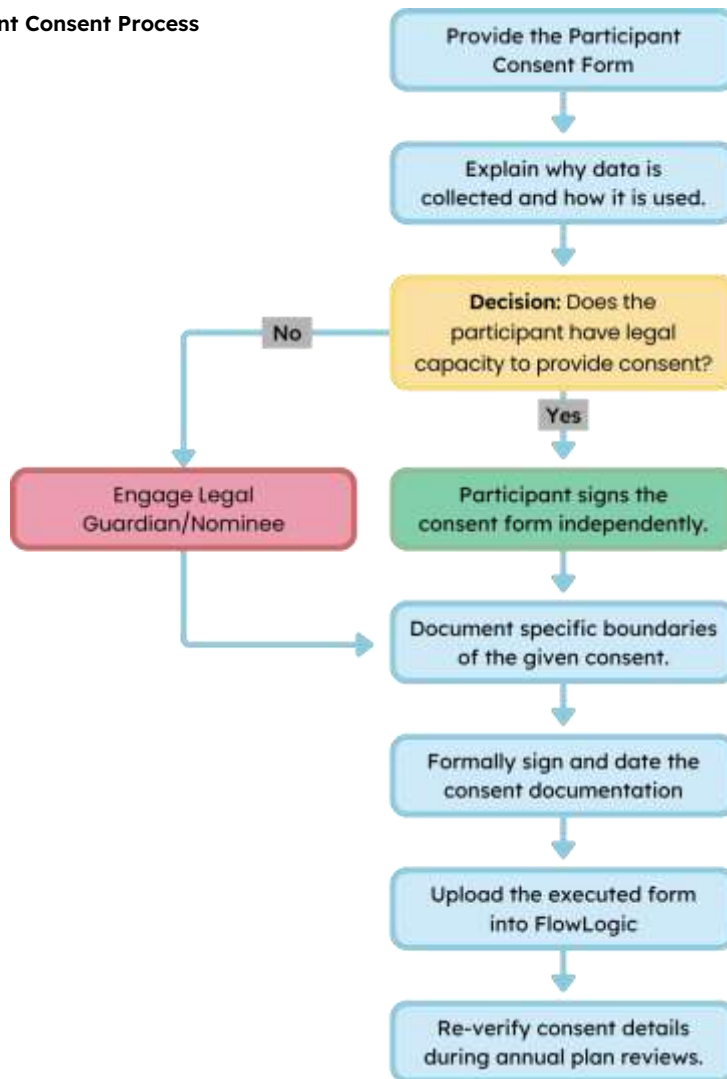 nt Consent Process
Provide the Participant
Consent Form
Explain why data is
collected and how it is used.
Decision: Does the
participant have legal
capacity to provide consent?
No
Yes
Engage Legal
Guardian/Nominee
Participant signs the
consent form independently.
Document specific boundaries
of the given consent.
Formally sign and date the
consent documentation
Upload the executed form
into FlowLogic
Re-verify consent details
during annual plan reviews.